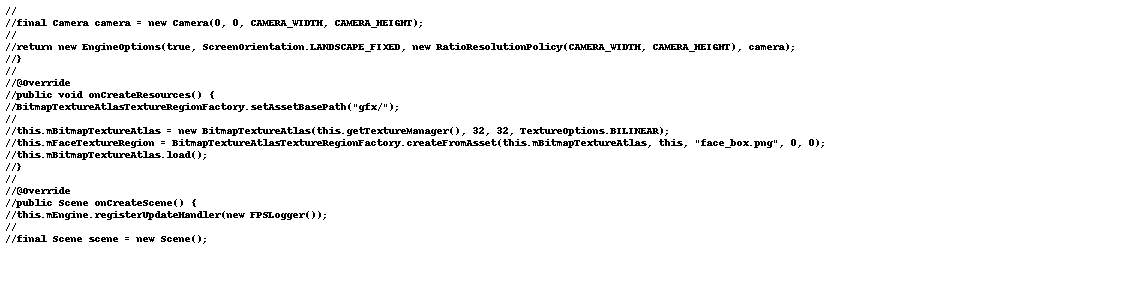 //
//final Camera camera = new Camera(0, 0, CAMERA_WIDTH, CAMERA_HEIGHT);
//
//return new EngineOptions(true, ScreenOrientation.LANDSCAPE_FIXED, new RatioResolutionPolicy(CAMERA_WIDTH, CAMERA_HEIGHT), camera);
//}
//
//@Override
//public void onCreateResources() {
//BitmapTextureAtlasTextureRegionFactory.setAssetBasePath("gfx/");
//
//this.mBitmapTextureAtlas = new BitmapTextureAtlas(this.getTextureManager(), 32, 32, TextureOptions.BILINEAR);
//this.mFaceTextureRegion = BitmapTextureAtlasTextureRegionFactory.createFromAsset(this.mBitmapTextureAtlas, this, "face_box.png", 0, 0);
//this.mBitmapTextureAtlas.load();
//}
//
//@Override
//public Scene onCreateScene() {
//this.mEngine.registerUpdateHandler(new FPSLogger());
//
//final Scene scene = new Scene();